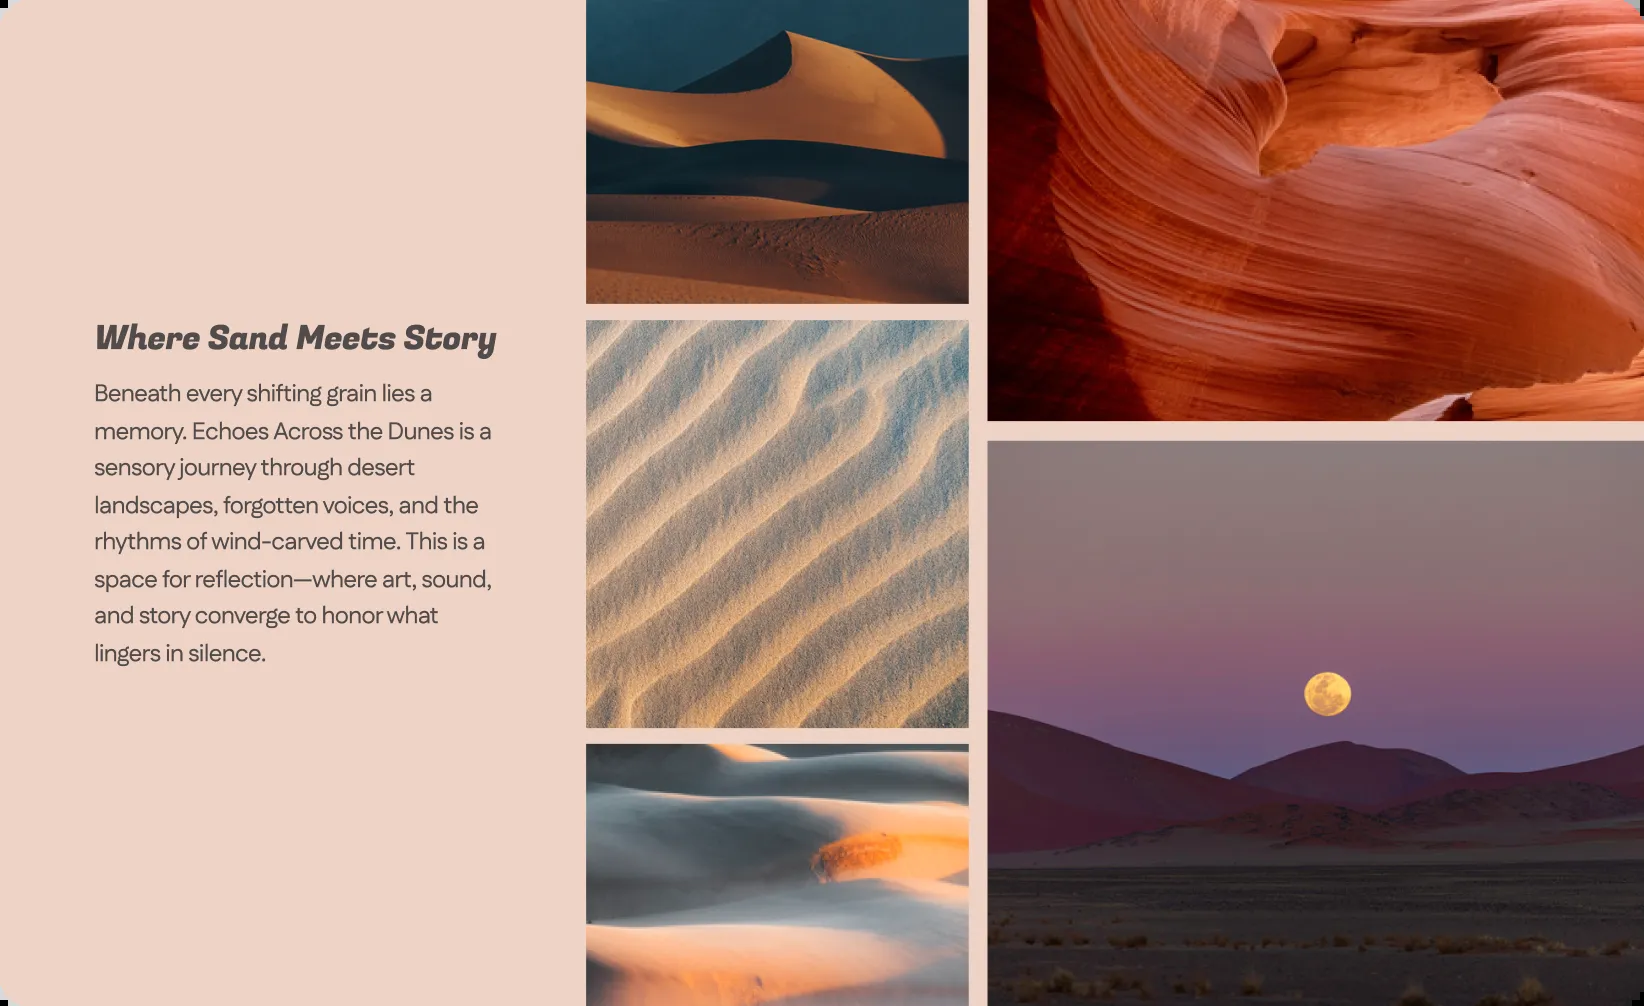 Where Sand Meets Story
Beneath every shifting grain lies a
memory. Echoes Across the Dunes is a
sensory journey through desert
landscapes, forgotten voices, and the
rhythms of wind-carved time. This is a
space for reflection—where art, sound,
and story converge to honor what
lingers in silence.